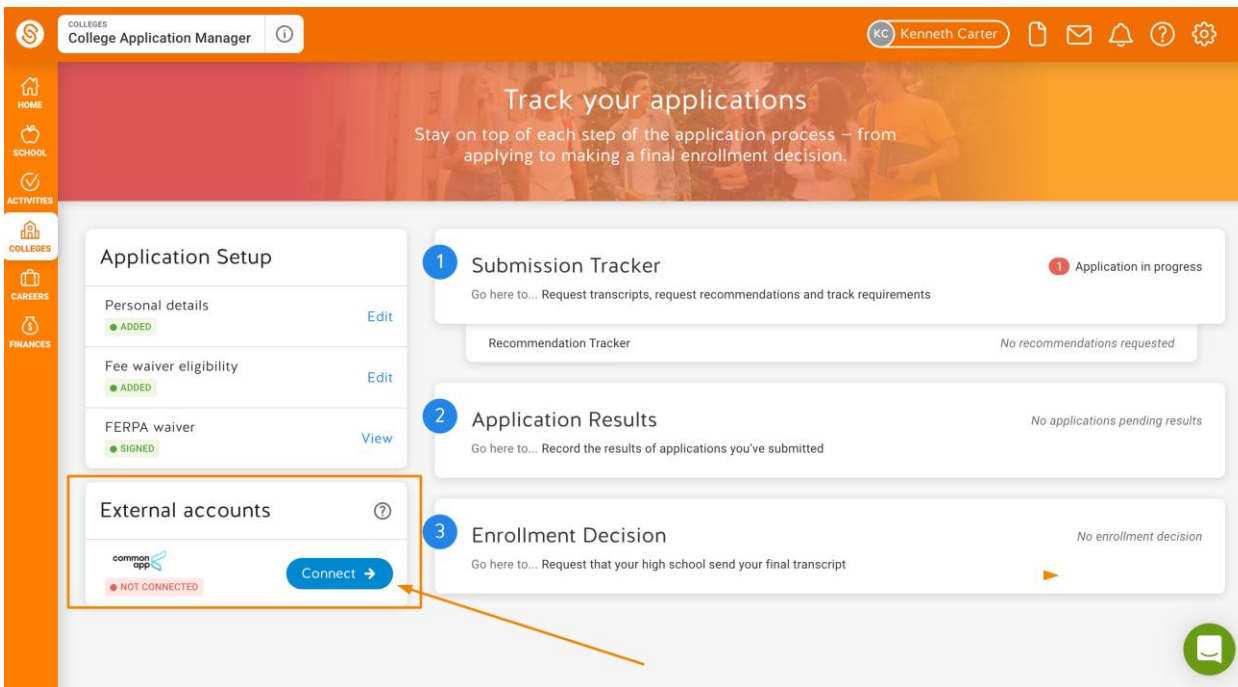 COLLEGES
College Application Manager
KC Kenneth Carter
HOME
SCHOOL
ACTIVITIES
COLLEGES
CAREERS
FINANCES
Track your applications
Stay on top of each step of the application process – from
applying to making a final enrollment decision.
Application Setup
Personal details
ADDED
Edit
Fee waiver eligibility
ADDED
Edit
FERPA waiver
SIGNED
View
External accounts
?
common
app
NOT CONNECTED
Connect →
1
Submission Tracker
1 Application in progress
Go here to... Request transcripts, request recommendations and track requirements
Recommendation Tracker
No recommendations requested
2
Application Results
No applications pending results
Go here to... Record the results of applications you've submitted
3
Enrollment Decision
No enrollment decision
Go here to... Request that your high school send your final transcript